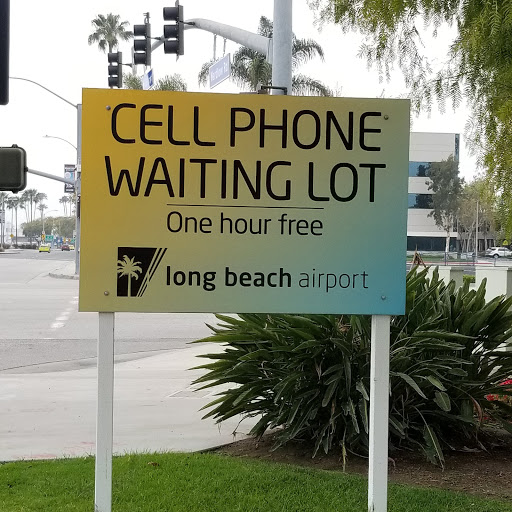 CELL PHONE
WAITING LOT
One hour free
long beach airport